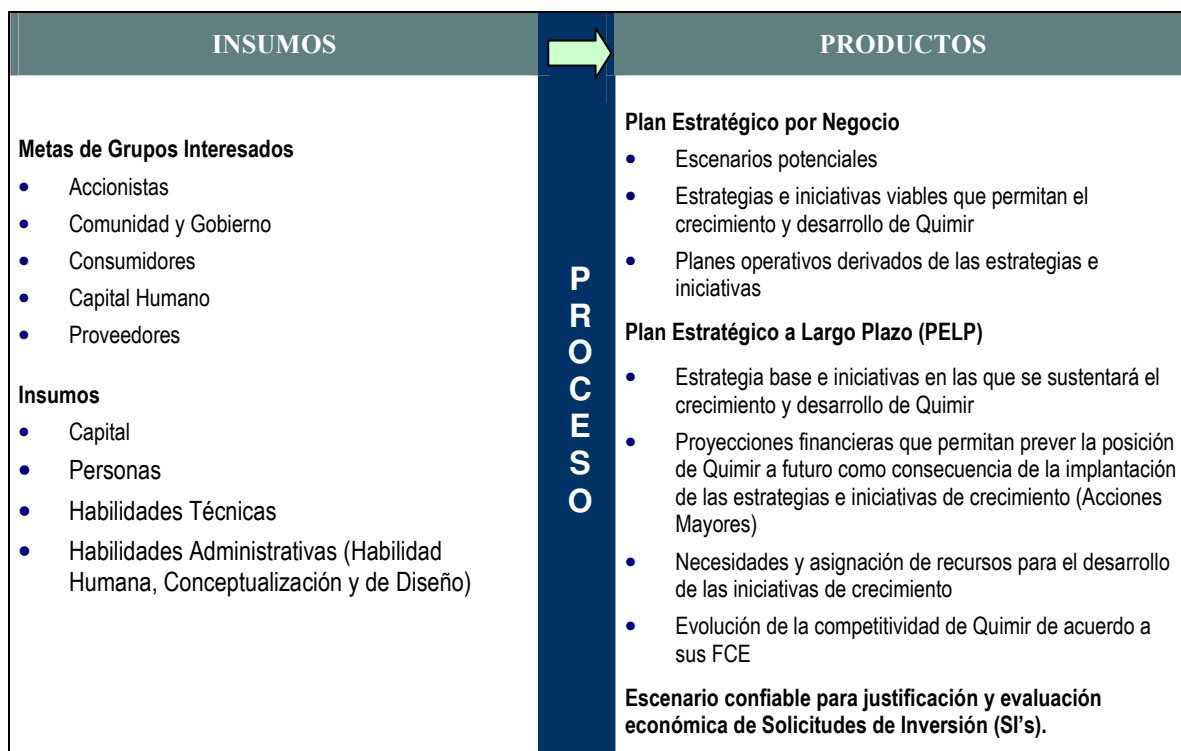 INSUMOS
Metas de Grupos Interesados
• Accionistas
• Comunidad y Gobierno
• Consumidores
• Capital Humano
• Proveedores
Insumos
• Capital
• Personas
• Habilidades Técnicas
• Habilidades Administrativas (Habilidad
Humana, Conceptualización y de Diseño)
P
R
O
C
E
S
O
PRODUCTOS
Plan Estratégico por Negocio
• Escenarios potenciales
• Estrategias e iniciativas viables que permitan el
crecimiento y desarrollo de Quimir
• Planes operativos derivados de las estrategias e
iniciativas
Plan Estratégico a Largo Plazo (PELP)
• Estrategia base e iniciativas en las que se sustentará el
crecimiento y desarrollo de Quimir
• Proyecciones financieras que permitan prever la posición
de Quimir a futuro como consecuencia de la implantación
de las estrategias e iniciativas de crecimiento (Acciones
Mayores)
• Necesidades y asignación de recursos para el desarrollo
de las iniciativas de crecimiento
• Evolución de la competitividad de Quimir de acuerdo a
sus FCE
Escenario confiable para justificación y evaluación
económica de Solicitudes de Inversión (SI's).